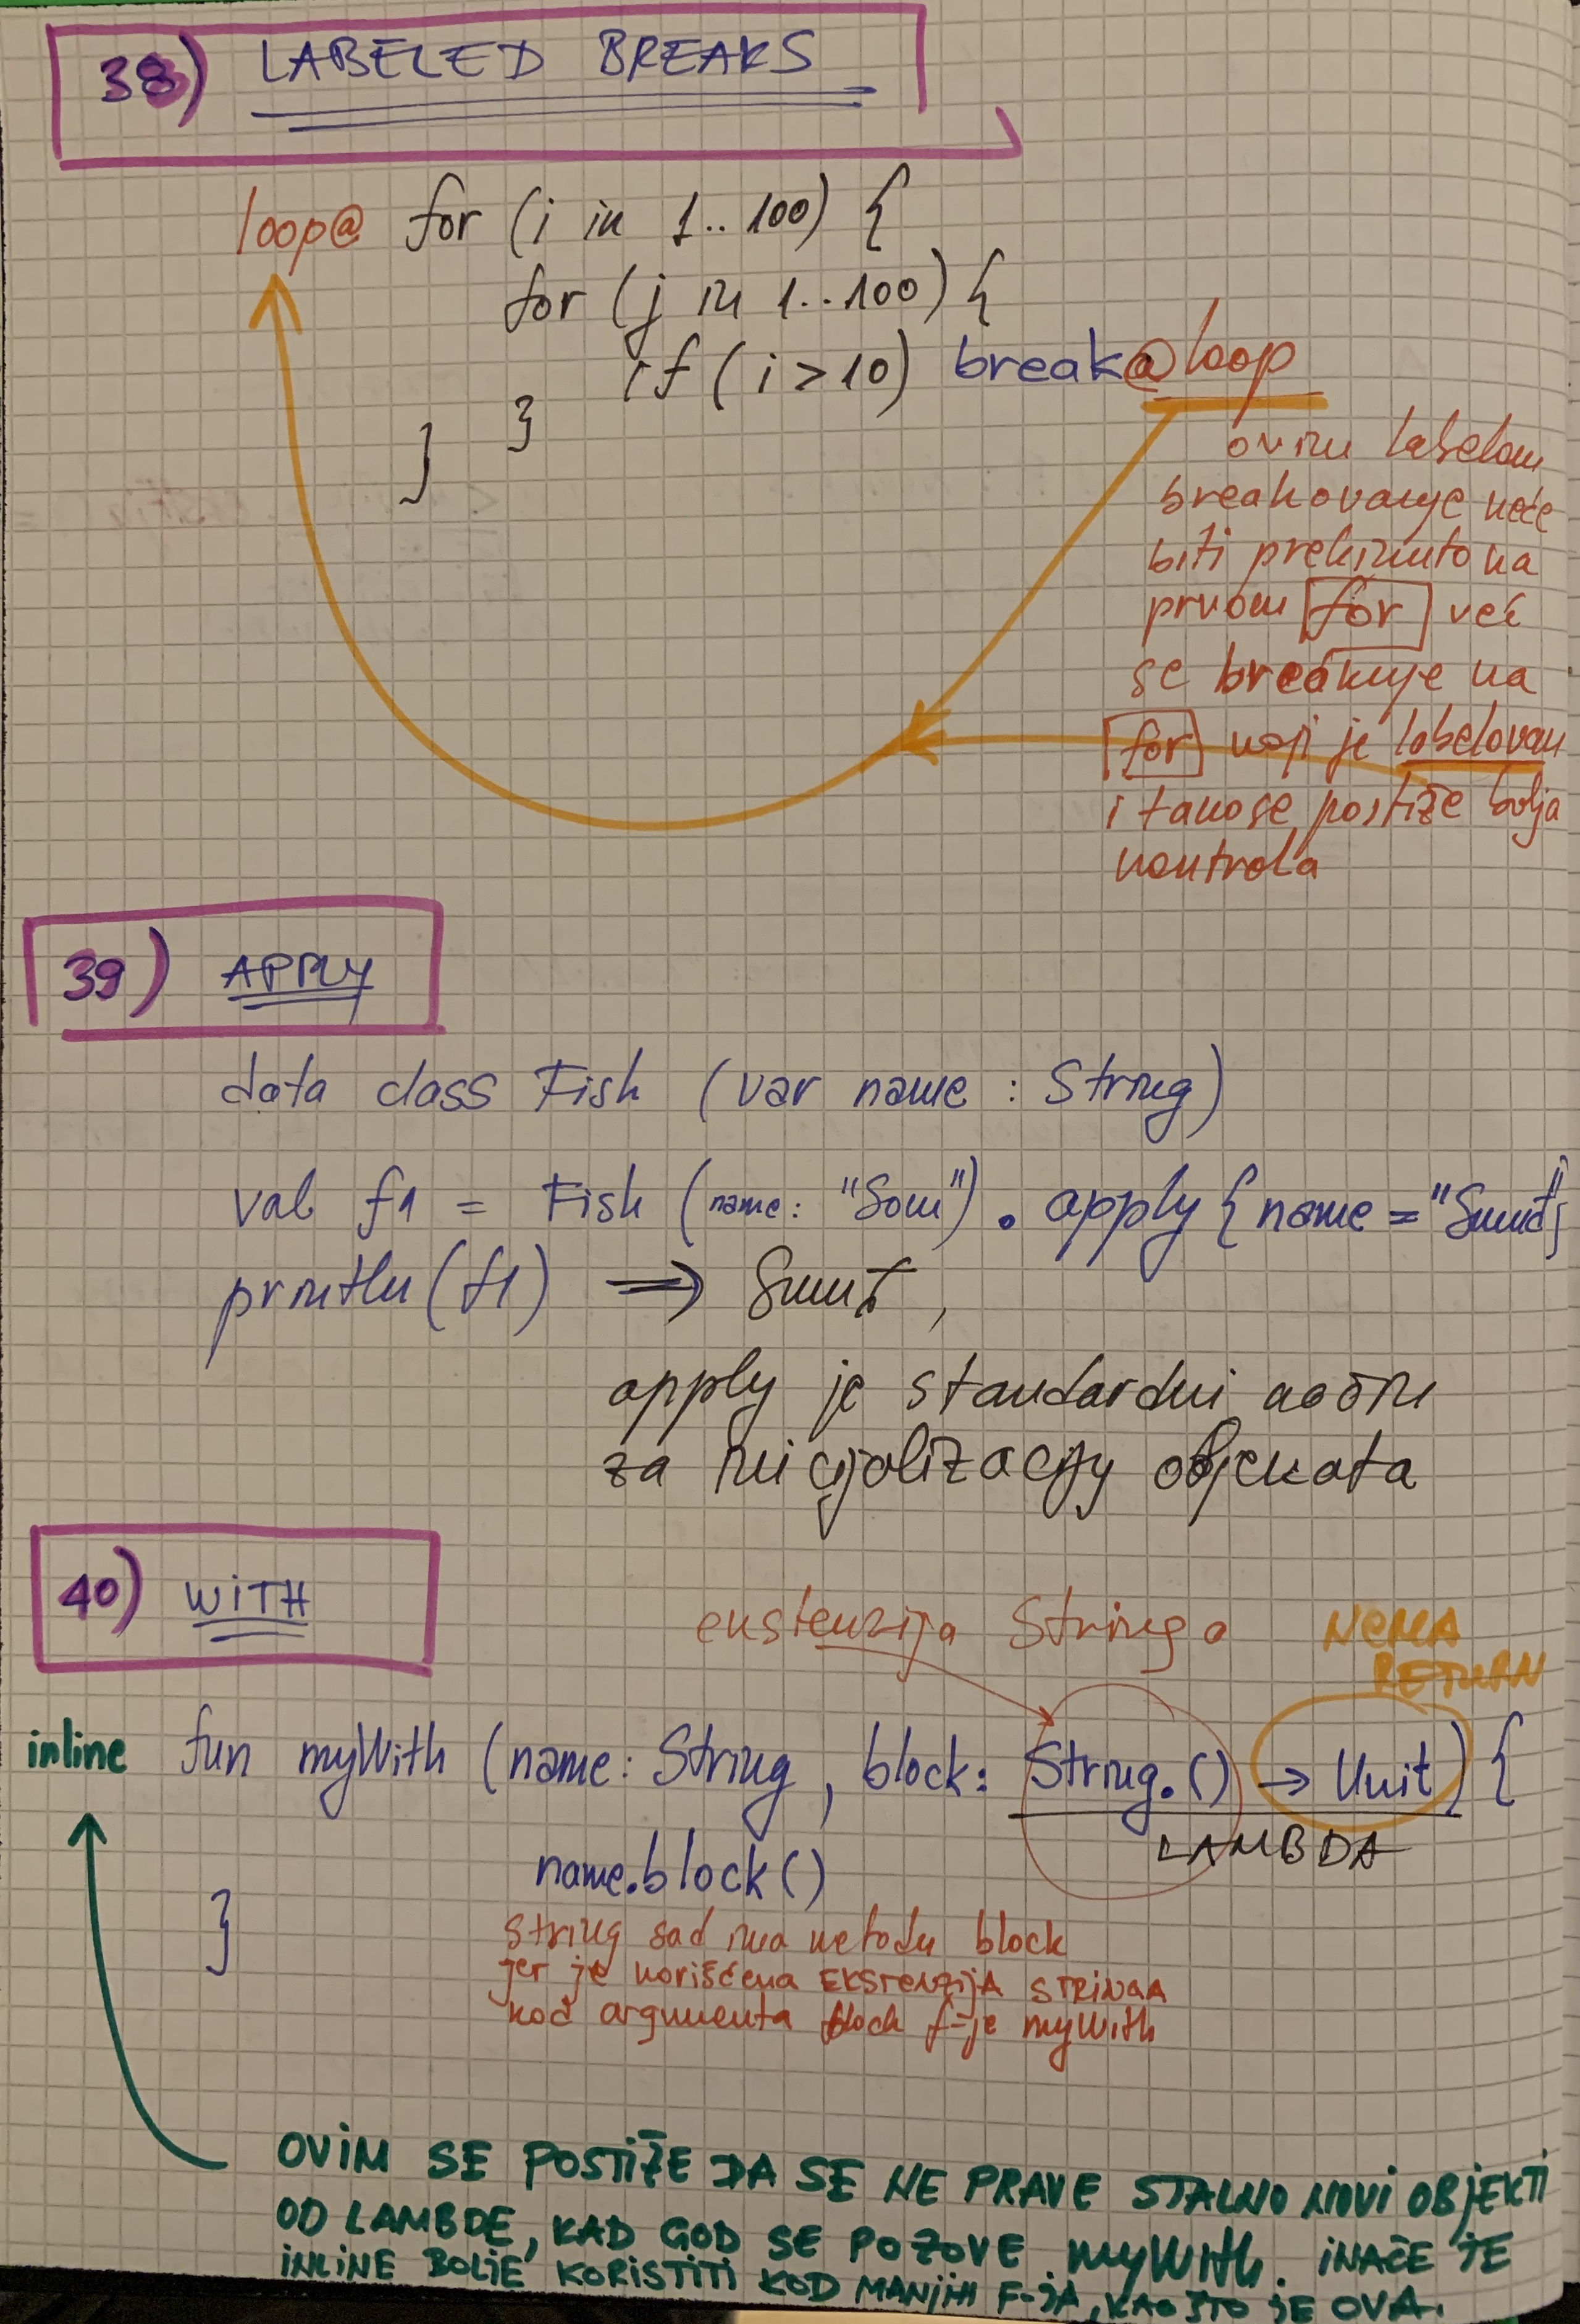 38) LABELED BREAKS
loop@ for (i in 1..100) {
for (j in 1..100) {
if (i > 10) break@loop
}
}
ovim labelom
breakovanje neće
biti prekinuto na
prvom for već
se breakuje na
for koji je labelovan
i tako se postiže bolja
kontrola
39) APPLY
data class Fish (var name : String)
val f1 = Fish (name: "Som") . apply { name = "Smuđ"}
println(f1) ⇒ Smuđ,
apply je standardni način
za inicijalizaciju objekata
40) WITH
ekstenzija Stringa
NEMA
RETURN
inline fun myWith (name: String, block: String.() → Unit) {
LAMBDA
name.block()
}
String sad ima metodu block
jer je korišćena EKSTENZIJA STRINGA
kod argumenta block f-je myWith
OVIM SE POSTIŽE DA SE NE PRAVE STALNO NOVI OBJEKTI
OD LAMBDE, KAD GOD SE POZOVE myWith. INAČE JE
INLINE BOLJE KORISTITI KOD MANJIH F-JA, KAO ŠTO JE OVA.